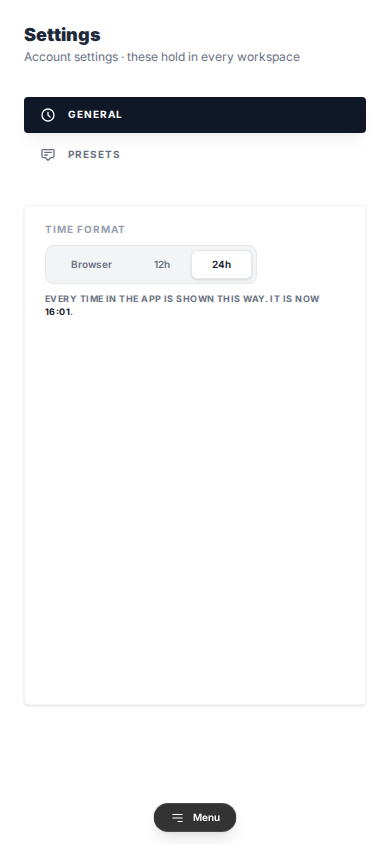 Settings
Account settings · these hold in every workspace
GENERAL
PRESETS
TIME FORMAT
Browser 12h 24h
EVERY TIME IN THE APP IS SHOWN THIS WAY. IT IS NOW
16:01.
Menu